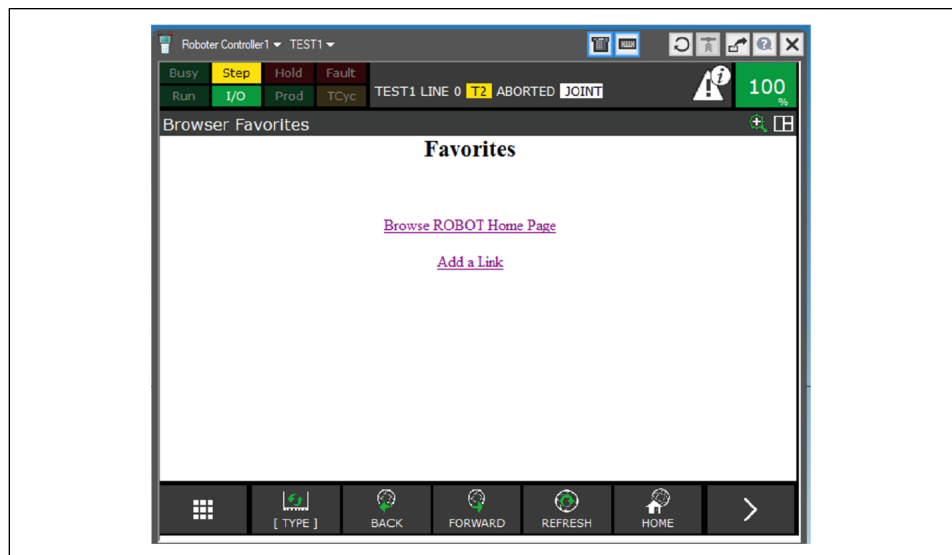 Roboter Controller1 TEST1
Busy Step Hold Fault
Run I/O Prod TCyc
TEST1 LINE 0 T2 ABORTED JOINT
100
%
Browser Favorites
Favorites
Browse ROBOT Home Page
Add a Link
[ TYPE ] BACK FORWARD REFRESH HOME